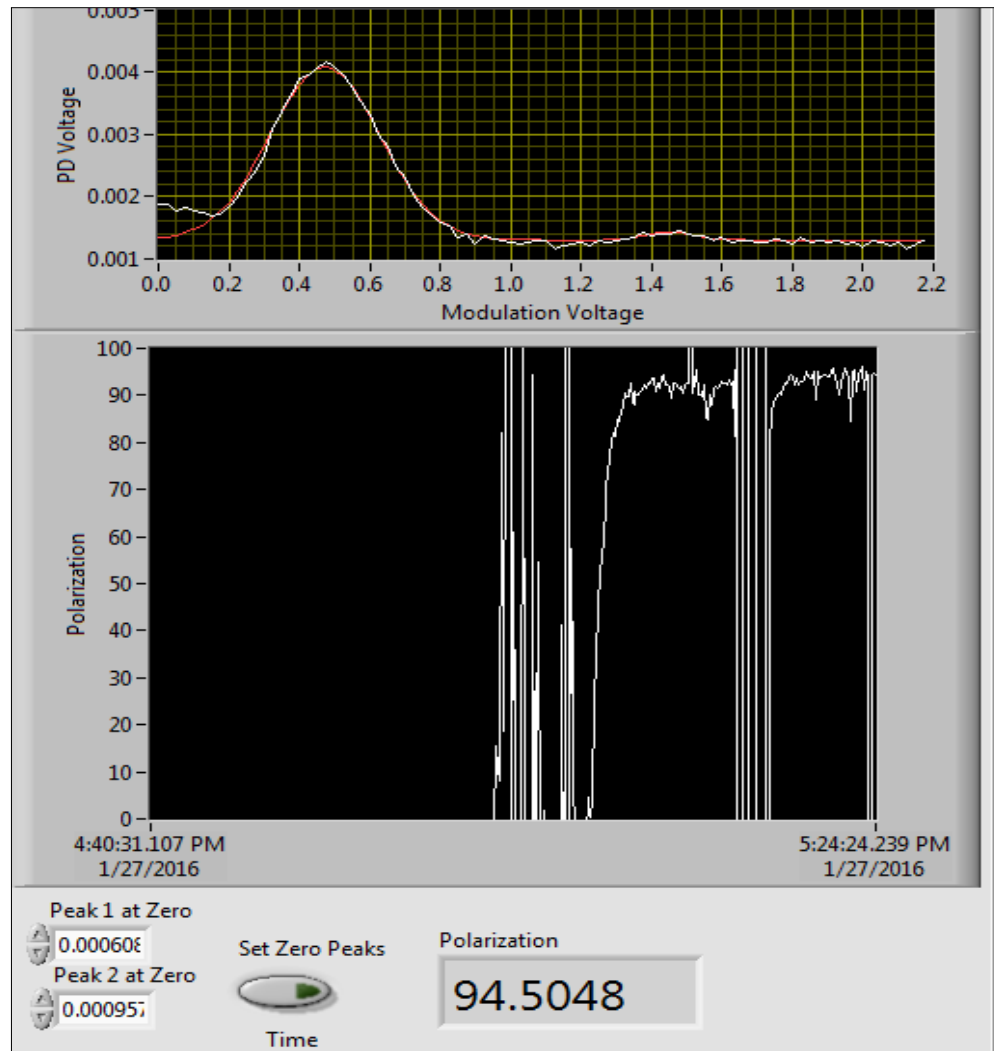 0.005
0.004
0.003
0.002
0.001
PD Voltage
0.0 0.2 0.4 0.6 0.8 1.0 1.2 1.4 1.6 1.8 2.0 2.2
Modulation Voltage
100
90
80
70
60
50
40
30
20
10
0
Polarization
4:40:31.107 PM 5:24:24.239 PM
1/27/2016 1/27/2016
Peak 1 at Zero
0.000608
Set Zero Peaks
Polarization
Peak 2 at Zero
0.000957
94.5048
Time